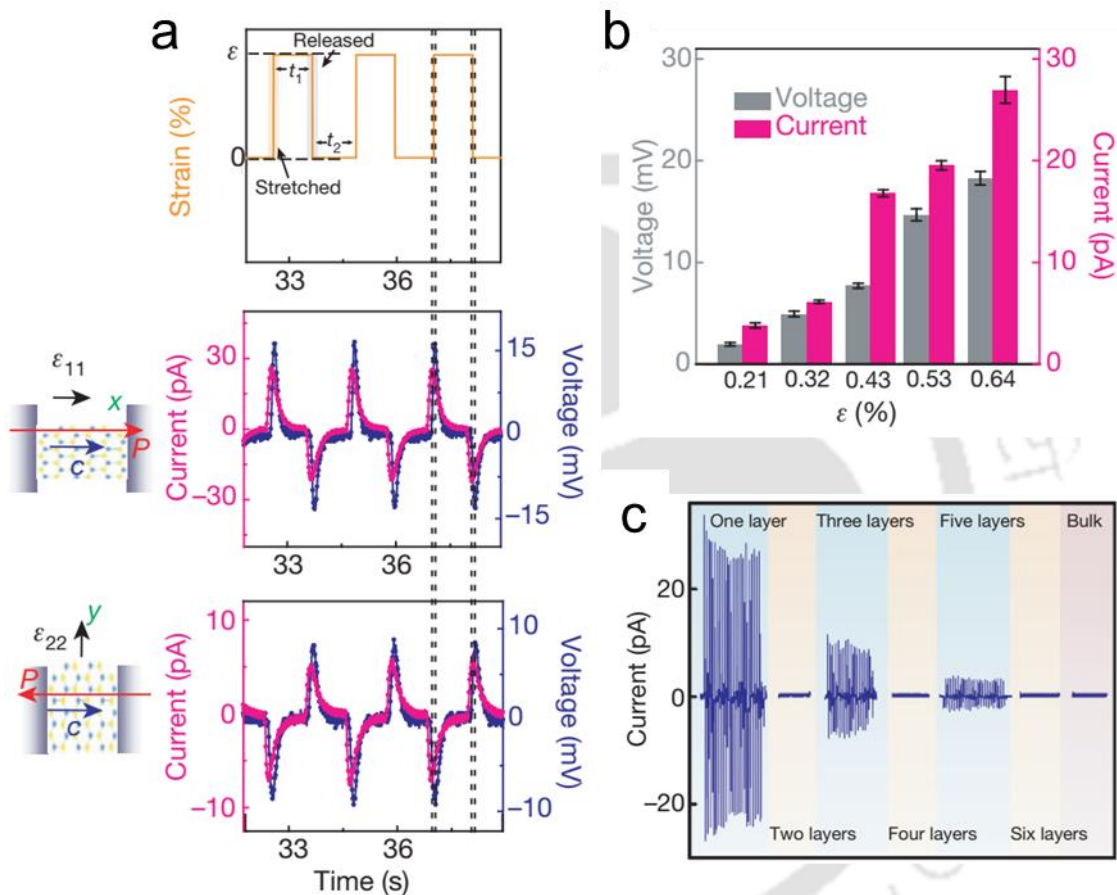 a
Released
ε
t₁
t₂
0
Stretched
Strain (%)
33 36
ε₁₁
x
P
c
Current (pA)
30
0
−30
15
0
−15
Voltage (mV)
33 36
y
ε₂₂
P
c
Current (pA)
10
0
−10
10
0
−10
Voltage (mV)
33 36
Time (s)
b
30
20
10
0
Voltage (mV)
Voltage
Current
30
20
10
0
Current (pA)
0.21 0.32 0.43 0.53 0.64
ε (%)
c
One layer Three layers Five layers Bulk
20
0
−20
Current (pA)
Two layers Four layers Six layers